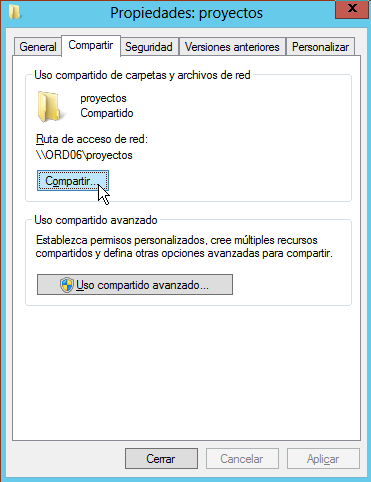 Propiedades: proyectos
General
Compartir
Seguridad
Versiones anteriores
Personalizar
Uso compartido de carpetas y archivos de red
proyectos
Compartido
Ruta de acceso de red:
\\ORD06\proyectos
Compartir...
Uso compartido avanzado
Establezca permisos personalizados, cree múltiples recursos
compartidos y defina otras opciones avanzadas para compartir.
Uso compartido avanzado...
Cerrar
Cancelar
Aplicar